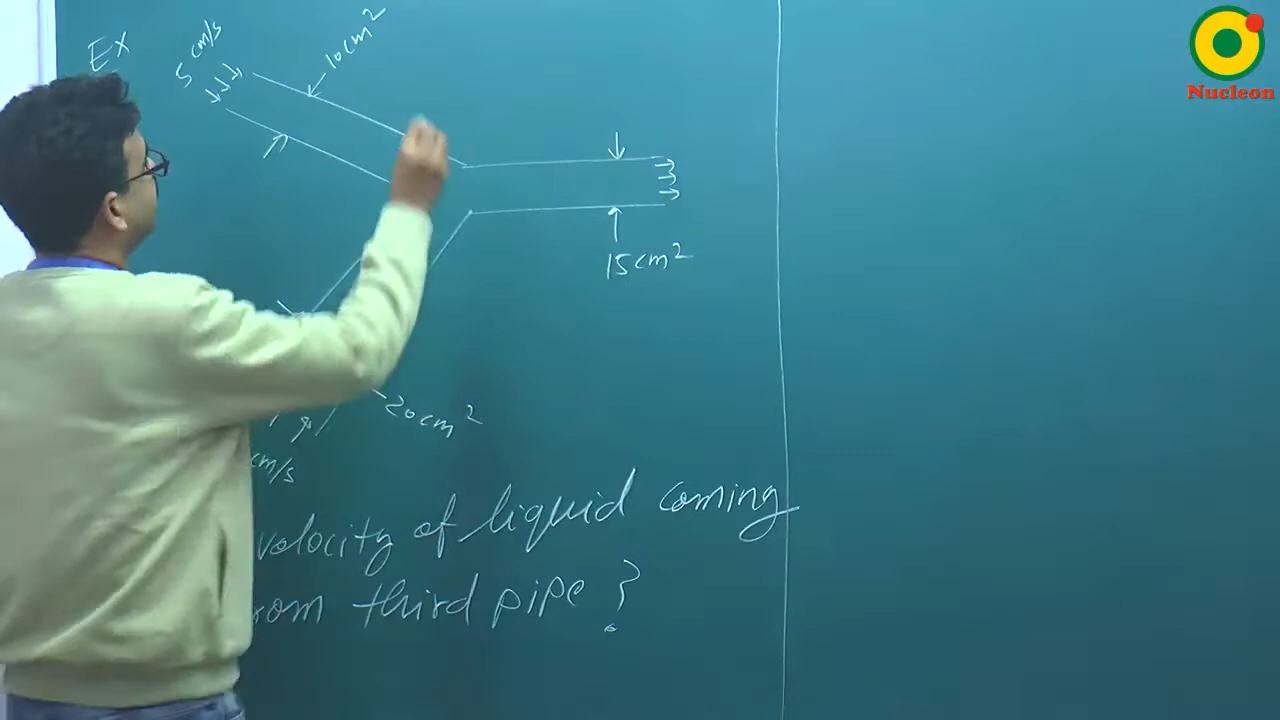 Ex
5 cm/s
10 cm²
15 cm²
20 cm²
cm/s
velocity of liquid coming
rom third pipe ?
Nucleon